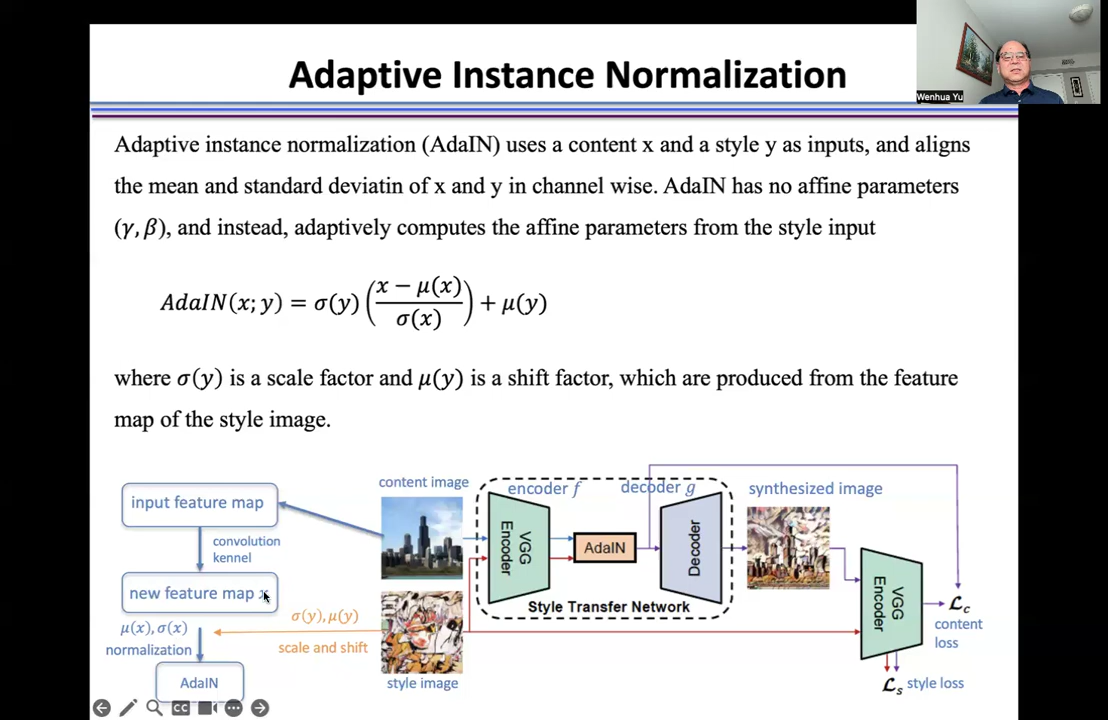 Adaptive Instance Normalization
Wenhua Yu
Adaptive instance normalization (AdaIN) uses a content x and a style y as inputs, and aligns
the mean and standard deviatin of x and y in channel wise. AdaIN has no affine parameters
(γ, β), and instead, adaptively computes the affine parameters from the style input
AdaIN(x; y) = σ(y) ( (x − μ(x)) / σ(x) ) + μ(y)
where σ(y) is a scale factor and μ(y) is a shift factor, which are produced from the feature
map of the style image.
input feature map
convolution
kernel
new feature map x
μ(x), σ(x)
normalization
AdaIN
σ(y), μ(y)
scale and shift
content image
style image
encoder f
decoder g
VGG
Encoder
AdaIN
Decoder
Style Transfer Network
synthesized image
VGG
Encoder
ℒc
content
loss
ℒs style loss
CC